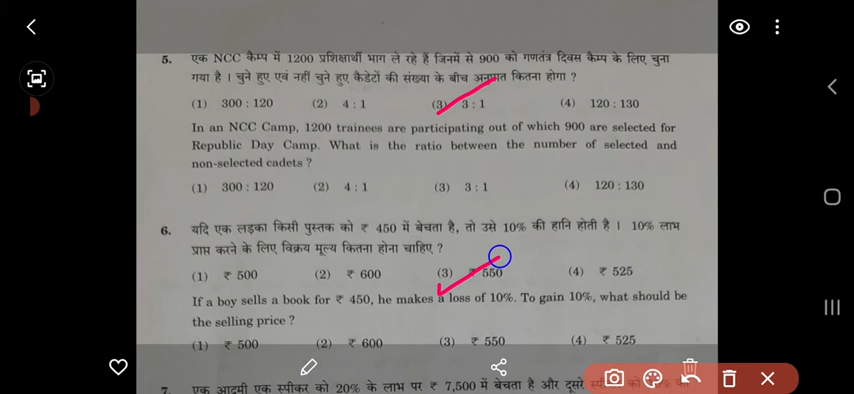 5. एक NCC कैम्प में 1200 प्रशिक्षार्थी भाग ले रहे हैं जिनमें से 900 को गणतंत्र दिवस कैम्प के लिए चुना
गया है । चुने हुए एवं नहीं चुने हुए कैडेटों की संख्या के बीच अनुपात कितना होगा ?
(1) 300 : 120 (2) 4 : 1 (3) 3 : 1 (4) 120 : 130
In an NCC Camp, 1200 trainees are participating out of which 900 are selected for
Republic Day Camp. What is the ratio between the number of selected and
non-selected cadets ?
(1) 300 : 120 (2) 4 : 1 (3) 3 : 1 (4) 120 : 130
6. यदि एक लड़का किसी पुस्तक को ₹ 450 में बेचता है, तो उसे 10% की हानि होती है । 10% लाभ
प्राप्त करने के लिए विक्रय मूल्य कितना होना चाहिए ?
(1) ₹ 500 (2) ₹ 600 (3) ₹ 550 (4) ₹ 525
If a boy sells a book for ₹ 450, he makes a loss of 10%. To gain 10%, what should be
the selling price ?
(1) ₹ 500 (2) ₹ 600 (3) ₹ 550 (4) ₹ 525
7. एक आदमी एक स्पीकर को 20% के लाभ पर ₹ 7,500 में बेचता है और दूसरे